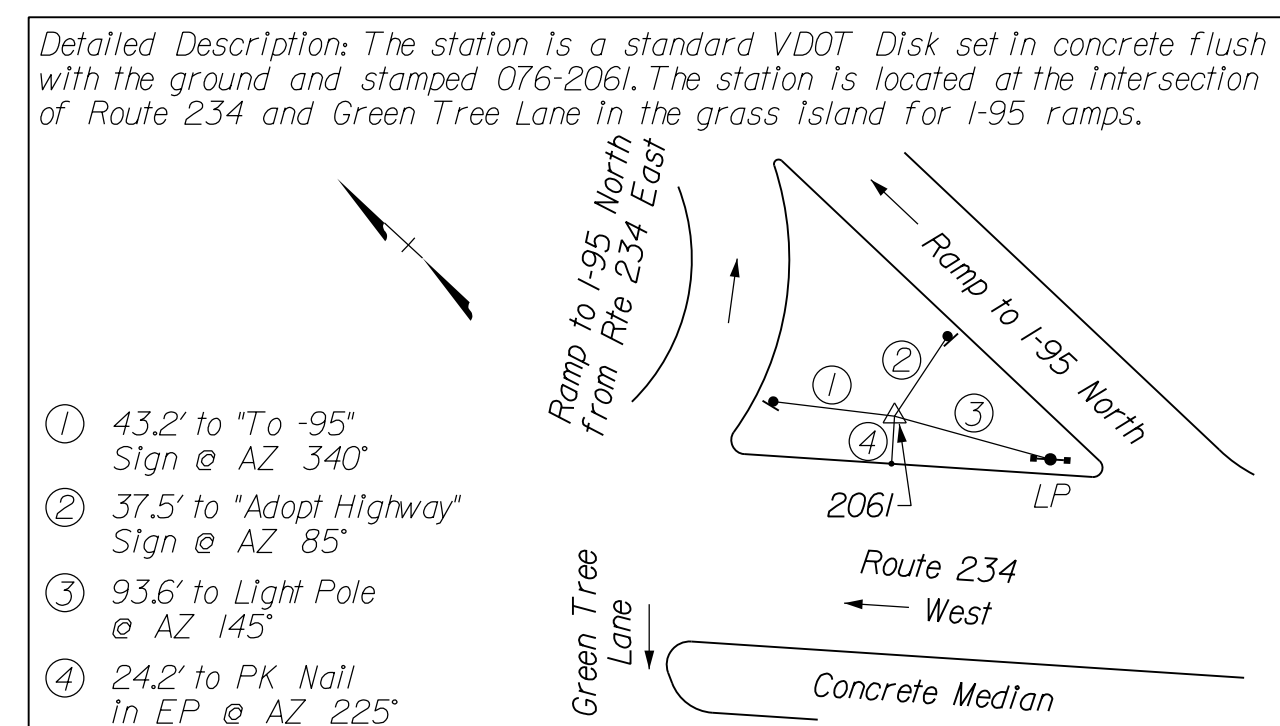 Detailed Description: The station is a standard VDOT Disk set in concrete flush
with the ground and stamped 076-2061. The station is located at the intersection
of Route 234 and Green Tree Lane in the grass island for I-95 ramps.
Ramp to I-95 North
from Rte 234 East
Ramp to I-95 North
1
2
3
4
2061
LP
Route 234
West
Green Tree
Lane
Concrete Median
1 43.2' to "To -95"
Sign @ AZ 340°
2 37.5' to "Adopt Highway"
Sign @ AZ 85°
3 93.6' to Light Pole
@ AZ 145°
4 24.2' to PK Nail
in EP @ AZ 225°